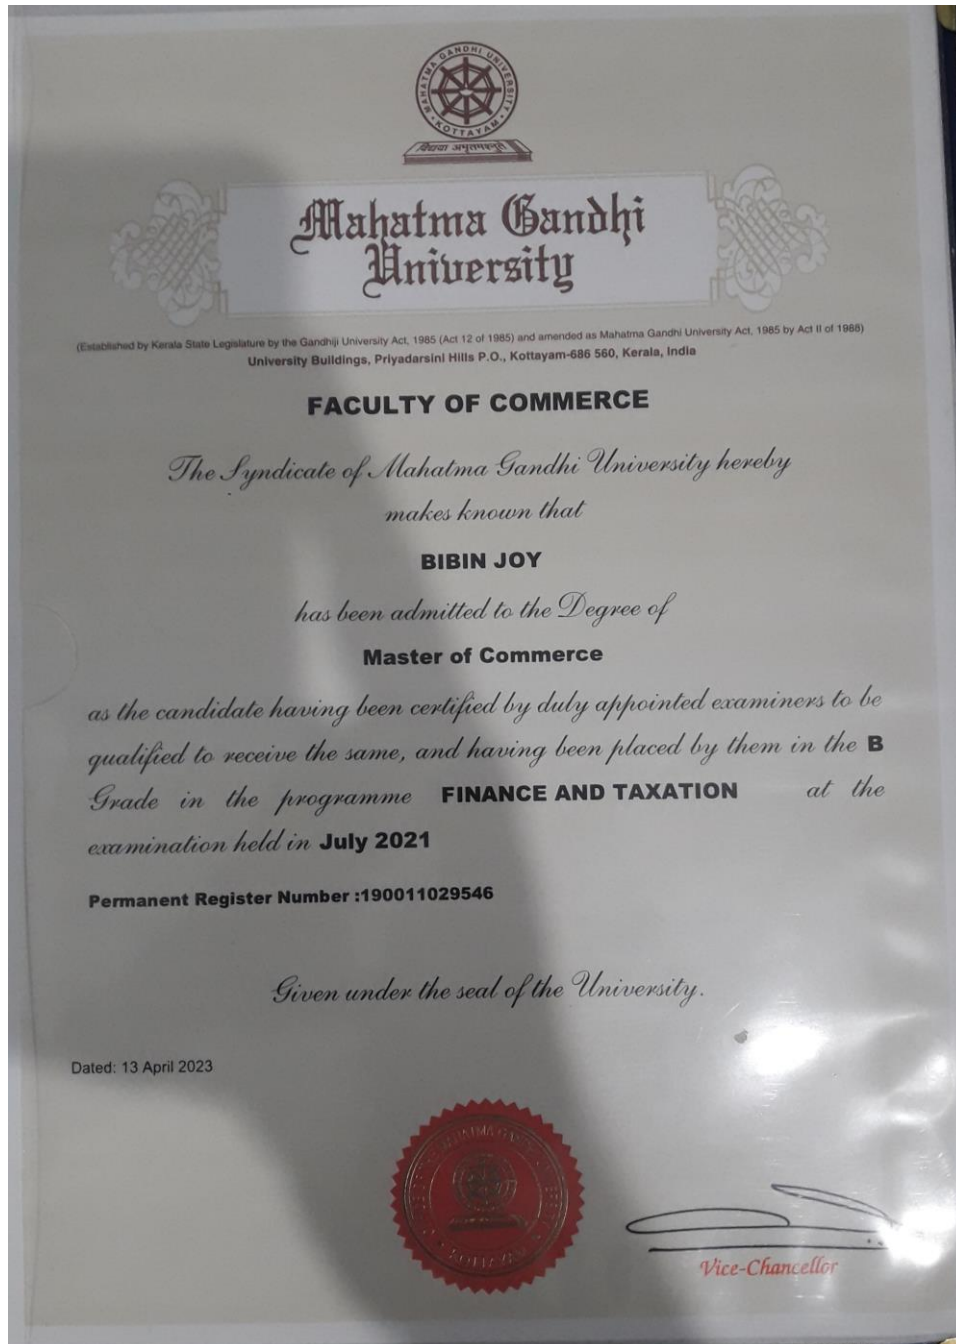 MAHATMA GANDHI UNIVERSITY
KOTTAYAM
विद्यया अमृतमश्नुते
Mahatma Gandhi
University
(Established by Kerala State Legislature by the Gandhiji University Act, 1985 (Act 12 of 1985) and amended as Mahatma Gandhi University Act, 1985 by Act II of 1988)
University Buildings, Priyadarsini Hills P.O., Kottayam-686 560, Kerala, India
FACULTY OF COMMERCE
The Syndicate of Mahatma Gandhi University hereby
makes known that
BIBIN JOY
has been admitted to the Degree of
Master of Commerce
as the candidate having been certified by duly appointed examiners to be
qualified to receive the same, and having been placed by them in the B
Grade in the programme FINANCE AND TAXATION at the
examination held in July 2021
Permanent Register Number :190011029546
Given under the seal of the University.
Dated: 13 April 2023
KOTTAYAM
Vice-Chancellor